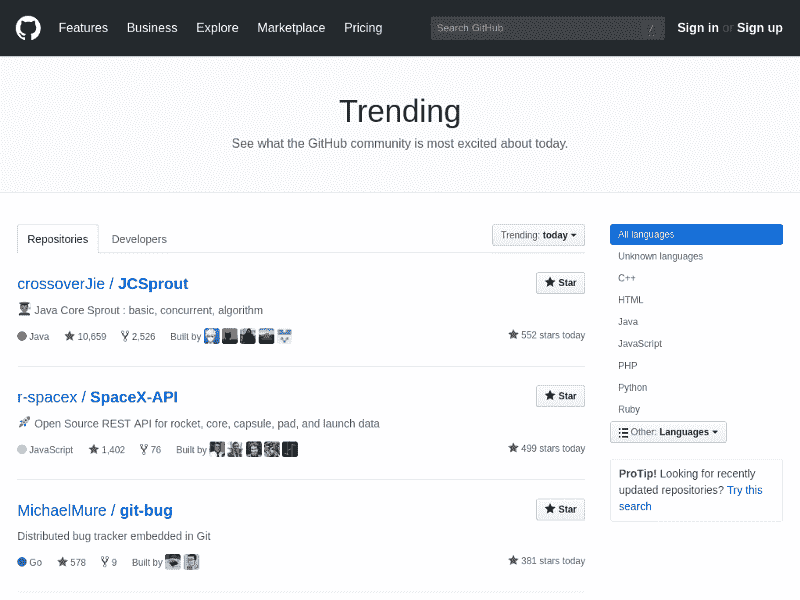 Features Business Explore Marketplace Pricing Search GitHub / Sign in or Sign up
Trending
See what the GitHub community is most excited about today.
Repositories Developers Trending: today
crossoverJie / JCSprout
Star
Java Core Sprout : basic, concurrent, algorithm
Java 10,659 2,526 Built by 552 stars today
r-spacex / SpaceX-API
Star
Open Source REST API for rocket, core, capsule, pad, and launch data
JavaScript 1,402 76 Built by 499 stars today
MichaelMure / git-bug
Star
Distributed bug tracker embedded in Git
Go 578 9 Built by 381 stars today
All languages
Unknown languages
C++
HTML
Java
JavaScript
PHP
Python
Ruby
Other: Languages
ProTip! Looking for recently
updated repositories? Try this
search